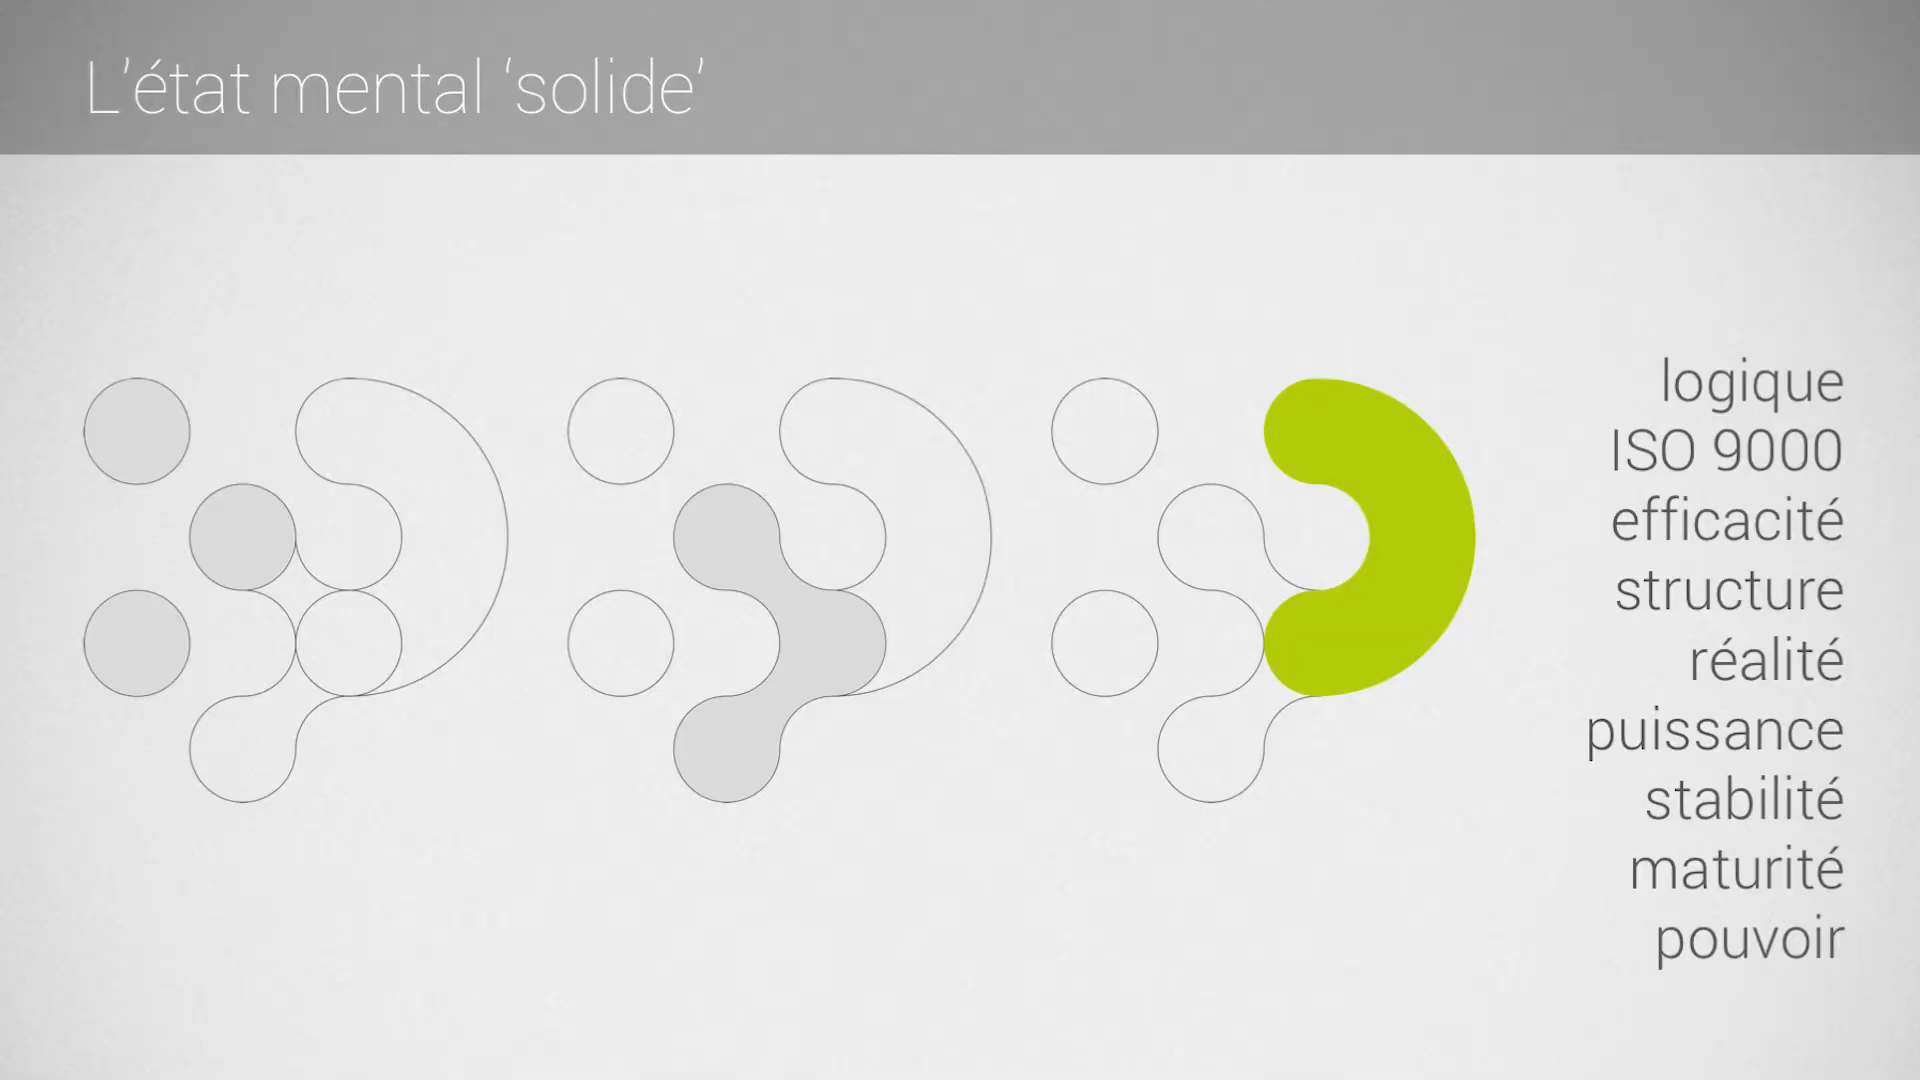 L’état mental ‘solide’
logique
ISO 9000
efficacité
structure
réalité
puissance
stabilité
maturité
pouvoir